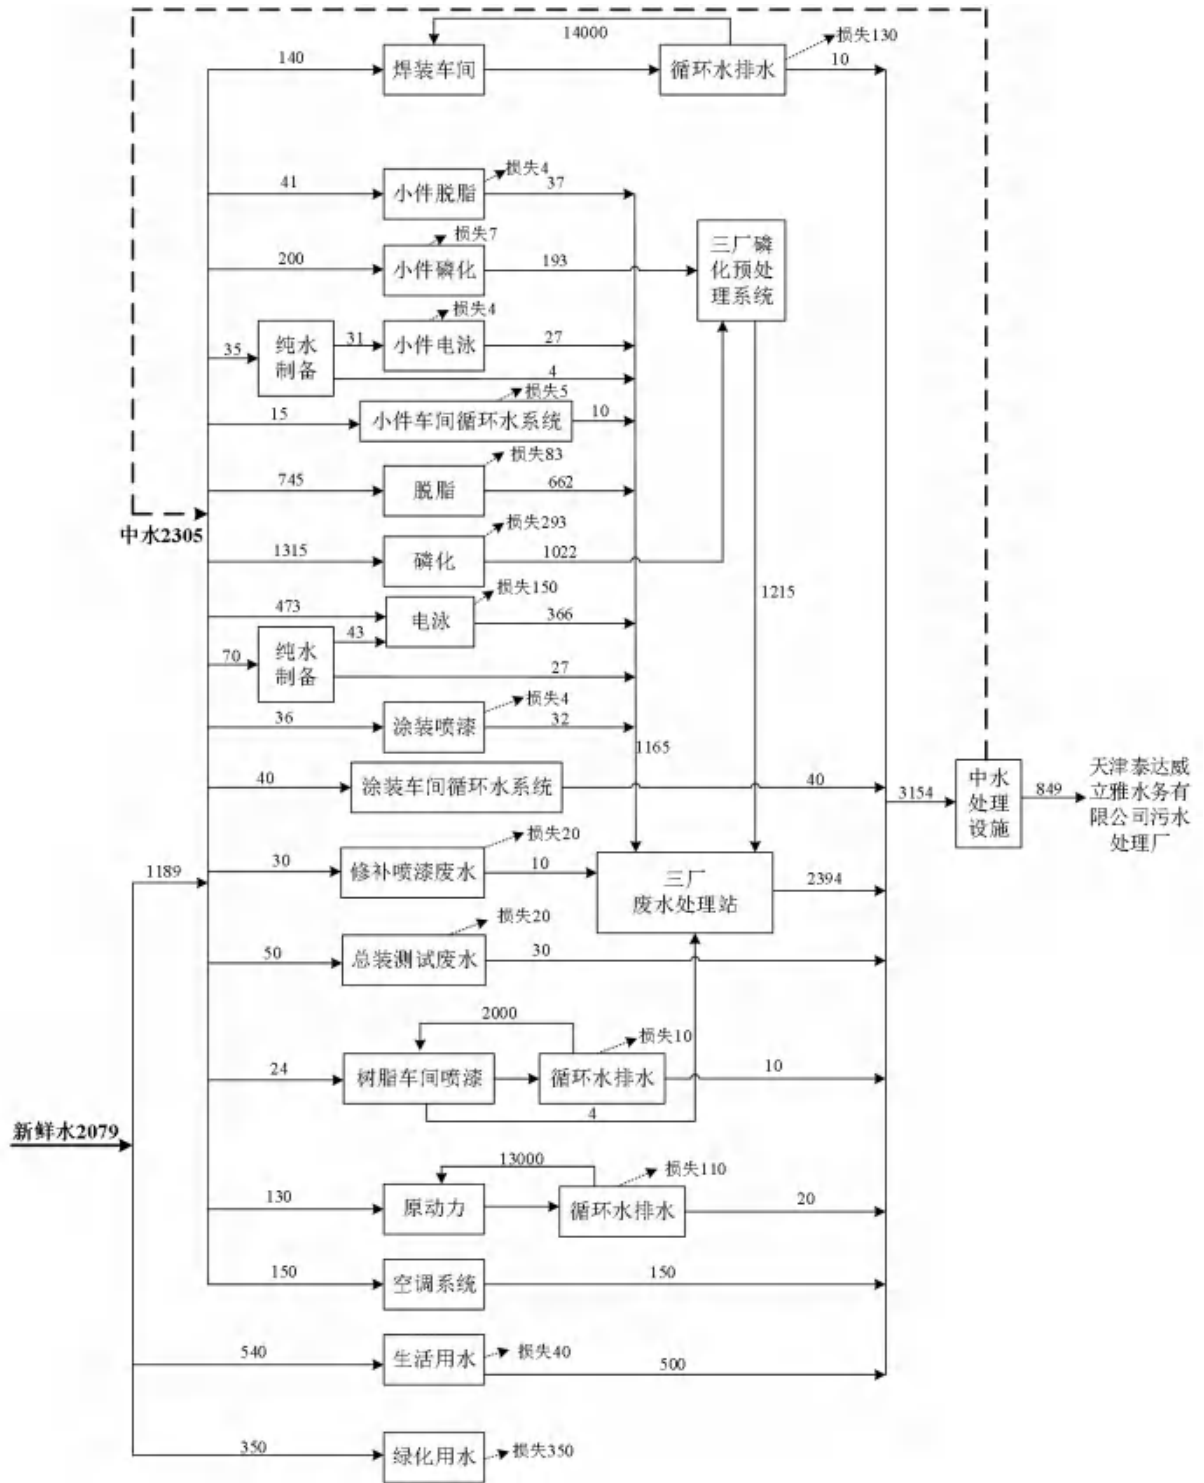 14000
损失130
140
焊装车间
循环水排水
10
损失4
41
小件脱脂
37
损失7
200
小件磷化
193
三厂磷
化预处
理系统
损失4
35
纯水
制备
31
小件电泳
27
4
损失5
15
小件车间循环水系统
10
损失83
745
脱脂
662
中水2305
损失293
1315
磷化
1022
损失150
473
电泳
366
1215
70
纯水
制备
43
27
损失4
36
涂装喷漆
32
1165
40
涂装车间循环水系统
40
3154
中水
处理
设施
849
天津泰达威
立雅水务有
限公司污水
处理厂
损失20
1189
30
修补喷漆废水
10
三厂
废水处理站
2394
损失20
50
总装测试废水
30
2000
损失10
24
树脂车间喷漆
循环水排水
10
4
新鲜水2079
13000
损失110
130
原动力
循环水排水
20
150
空调系统
150
540
生活用水
损失40
500
350
绿化用水
损失350